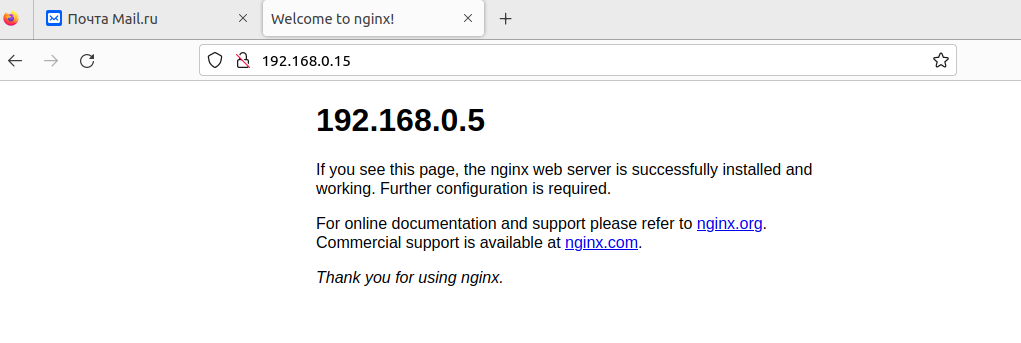 Почта Mail.ru
Welcome to nginx!
192.168.0.15
192.168.0.5
If you see this page, the nginx web server is successfully installed and
working. Further configuration is required.
For online documentation and support please refer to nginx.org.
Commercial support is available at nginx.com.
Thank you for using nginx.